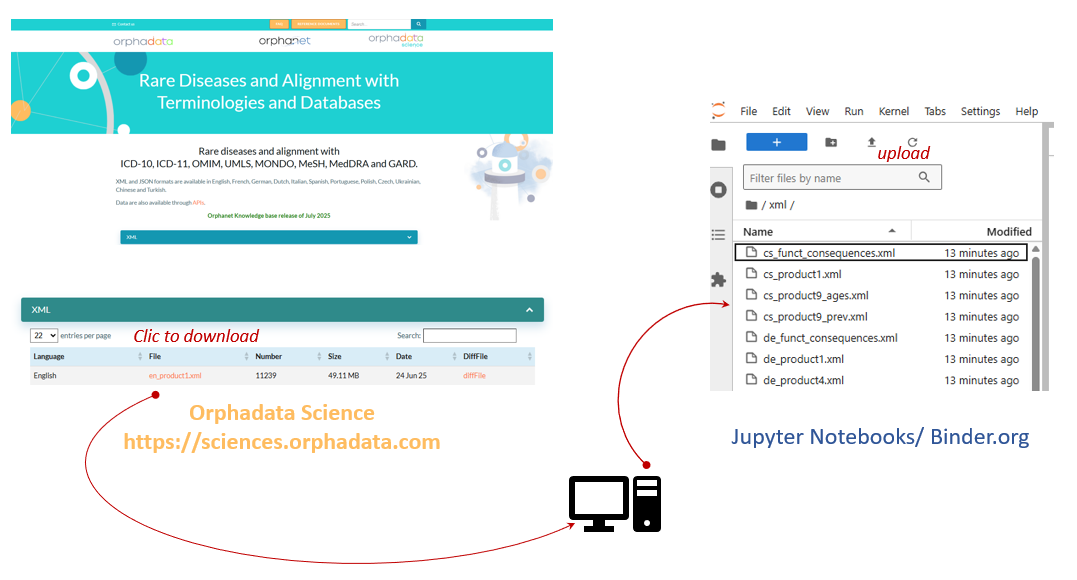 Contact us
Search...
orphadata
orphanet
orphadata
science
Rare Diseases and Alignment with
Terminologies and Databases
Rare diseases and alignment with
ICD-10, ICD-11, OMIM, UMLS, MONDO, MeSH, MedDRA and GARD.
XML and JSON formats are available in English, French, German, Dutch, Italian, Spanish, Portuguese, Polish, Czech, Ukrainian,
Chinese and Turkish.
Data are also available through APIs.
Orphanet Knowledge base release of July 2025
XML
XML
22 entries per page
Clic to download
Search:
Language File Number Size Date DiffFile
English en_product1.xml 11239 49.11 MB 24 Jun 25 diffFile
Orphadata Science
https://sciences.orphadata.com
File Edit View Run Kernel Tabs Settings Help
+
upload
Filter files by name
/ xml /
Name Modified
cs_funct_consequences.xml 13 minutes ago
cs_product1.xml 13 minutes ago
cs_product9_ages.xml 13 minutes ago
cs_product9_prev.xml 13 minutes ago
de_funct_consequences.xml 13 minutes ago
de_product1.xml 13 minutes ago
de_product4.xml 13 minutes ago
Jupyter Notebooks/ Binder.org